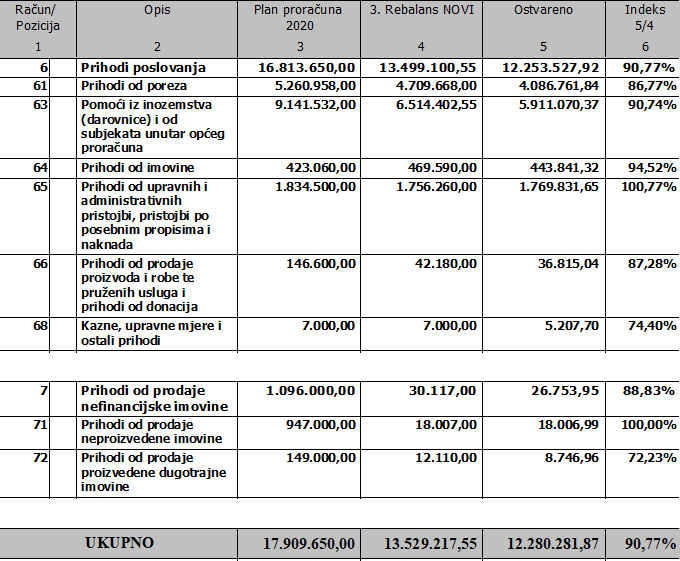 Račun/ Opis Plan proračuna 3. Rebalans NOVI Ostvareno Indeks
Pozicija 2020 5/4
1 2 3 4 5 6
6 Prihodi poslovanja 16.813.650,00 13.499.100,55 12.253.527,92 90,77%
61 Prihodi od poreza 5.260.958,00 4.709.668,00 4.086.761,84 86,77%
63 Pomoći iz inozemstva 9.141.532,00 6.514.402,55 5.911.070,37 90,74%
(darovnice) i od
subjekata unutar općeg
proračuna
64 Prihodi od imovine 423.060,00 469.590,00 443.841,32 94,52%
65 Prihodi od upravnih i 1.834.500,00 1.756.260,00 1.769.831,65 100,77%
administrativnih
pristojbi, pristojbi po
posebnim propisima i
naknada
66 Prihodi od prodaje 146.600,00 42.180,00 36.815,04 87,28%
proizvoda i robe te
pruženih usluga i
prihodi od donacija
68 Kazne, upravne mjere i 7.000,00 7.000,00 5.207,70 74,40%
ostali prihodi
7 Prihodi od prodaje 1.096.000,00 30.117,00 26.753,95 88,83%
nefinancijske imovine
71 Prihodi od prodaje 947.000,00 18.007,00 18.006,99 100,00%
neproizvedene imovine
72 Prihodi od prodaje 149.000,00 12.110,00 8.746,96 72,23%
proizvedene dugotrajne
imovine
UKUPNO 17.909.650,00 13.529.217,55 12.280.281,87 90,77%